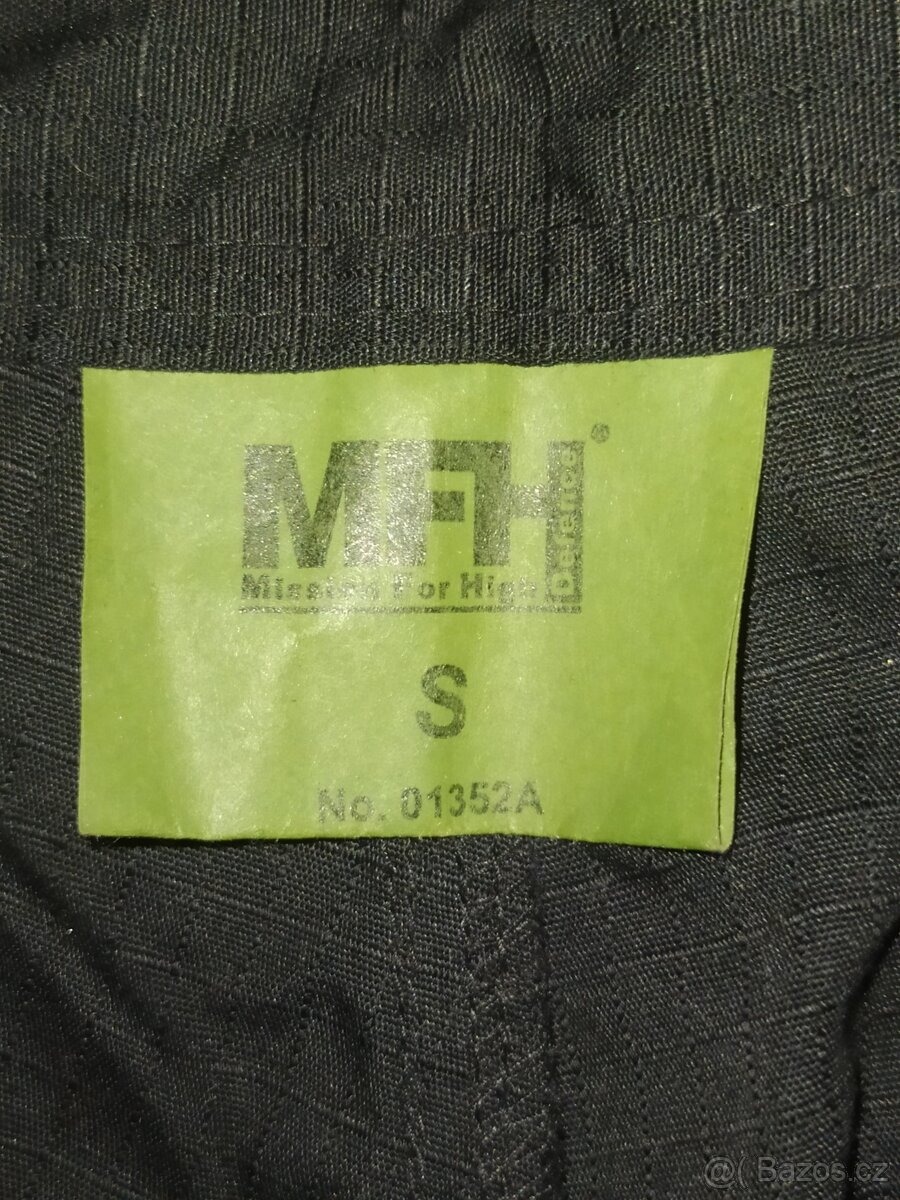 MFH®
Defence
Mission For High
S
No. 01352A
@( Bazos.cz